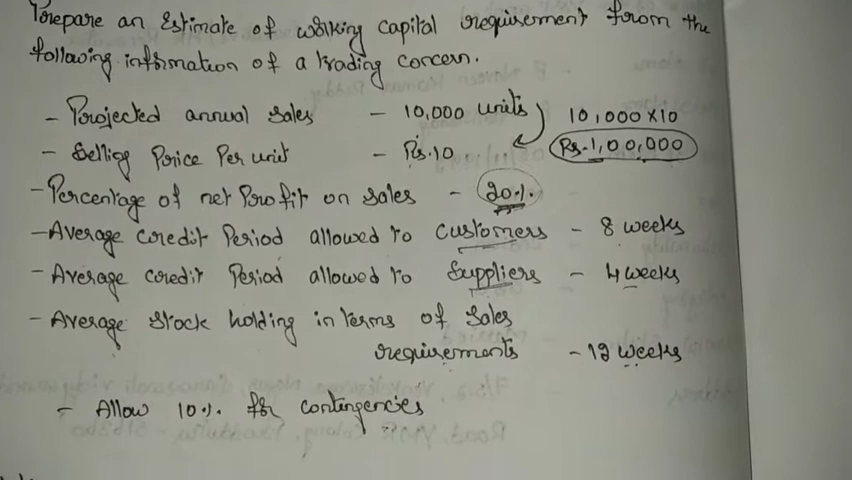 Prepare an Estimate of working capital requirement from the
following information of a trading concern.
- Projected annual sales - 10,000 units 10,000 x 10
- Selling Price Per unit - Rs.10 Rs.1,00,000
- Percentage of net Profit on sales - 20%.
- Average credit Period allowed to customers - 8 weeks
- Average credit Period allowed to Suppliers - 4 weeks
- Average stock holding in terms of Sales
requirements - 12 weeks
- Allow 10%. for contingencies